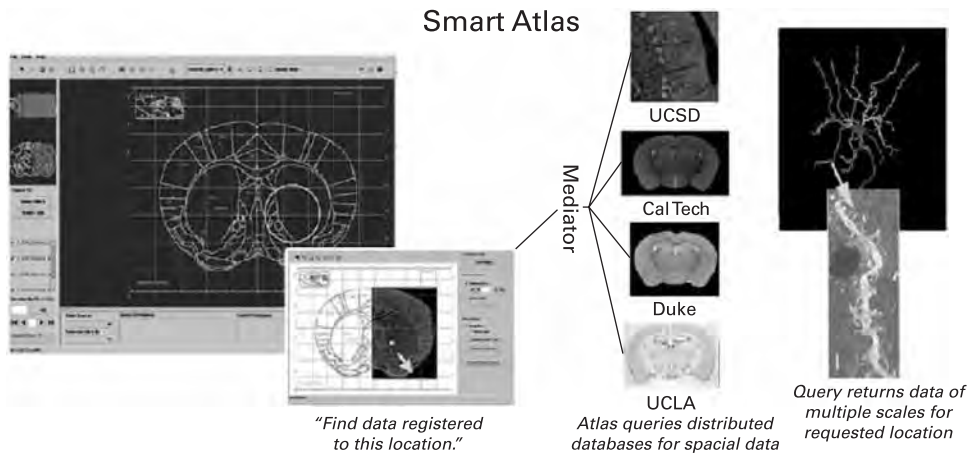 Smart Atlas
UCSD
Mediator
Cal Tech
Duke
UCLA
“Find data registered
to this location.”
Atlas queries distributed
databases for spacial data
Query returns data of
multiple scales for
requested location